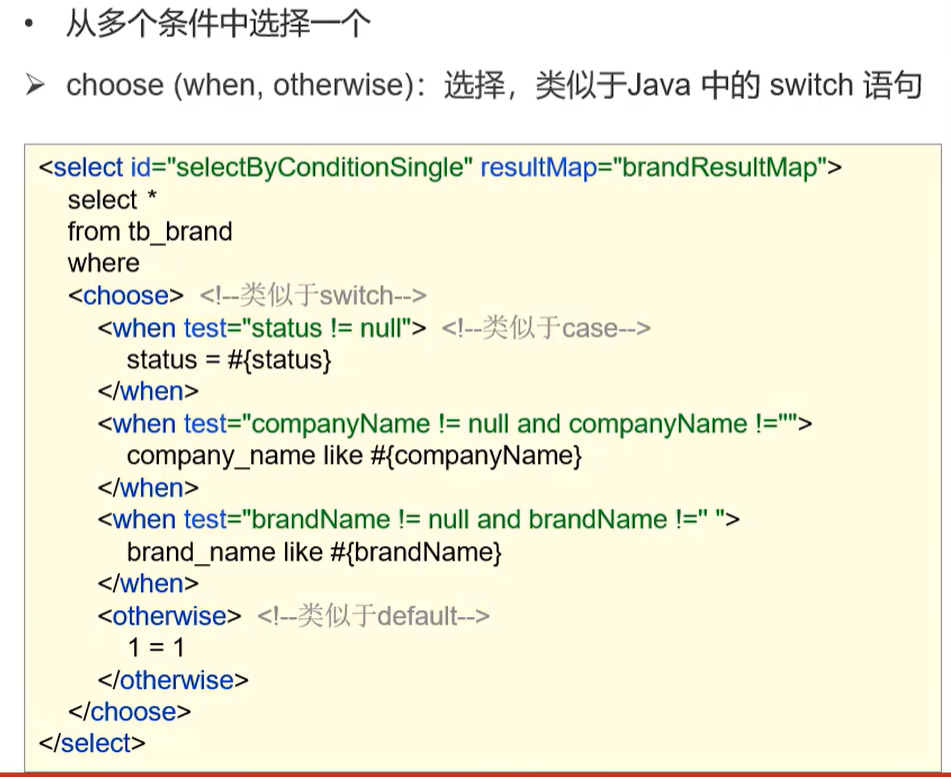 • 从多个条件中选择一个
➢ choose (when, otherwise)：选择，类似于Java 中的 switch 语句
<select id="selectByConditionSingle" resultMap="brandResultMap">
select *
from tb_brand
where
<choose> <!--类似于switch-->
<when test="status != null"> <!--类似于case-->
status = #{status}
</when>
<when test="companyName != null and companyName !="">
company_name like #{companyName}
</when>
<when test="brandName != null and brandName !=" ">
brand_name like #{brandName}
</when>
<otherwise> <!--类似于default-->
1 = 1
</otherwise>
</choose>
</select>